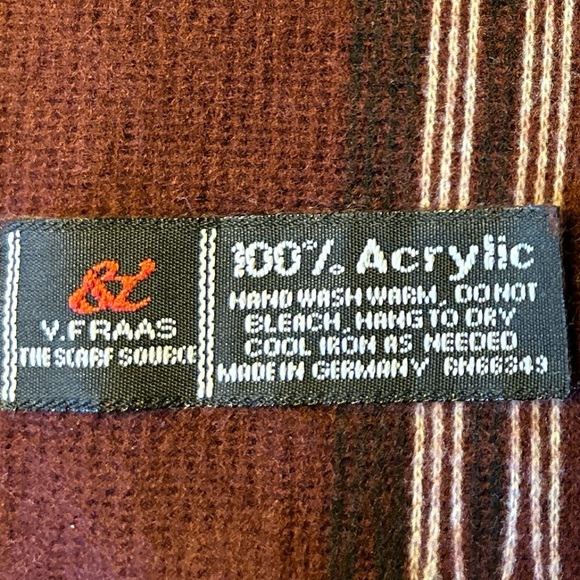 V.FRAAS
THE SCARF SOURCE
100% Acrylic
HAND WASH WARM, DO NOT
BLEACH, HANG TO DRY
COOL IRON AS NEEDED
MADE IN GERMANY RN66349